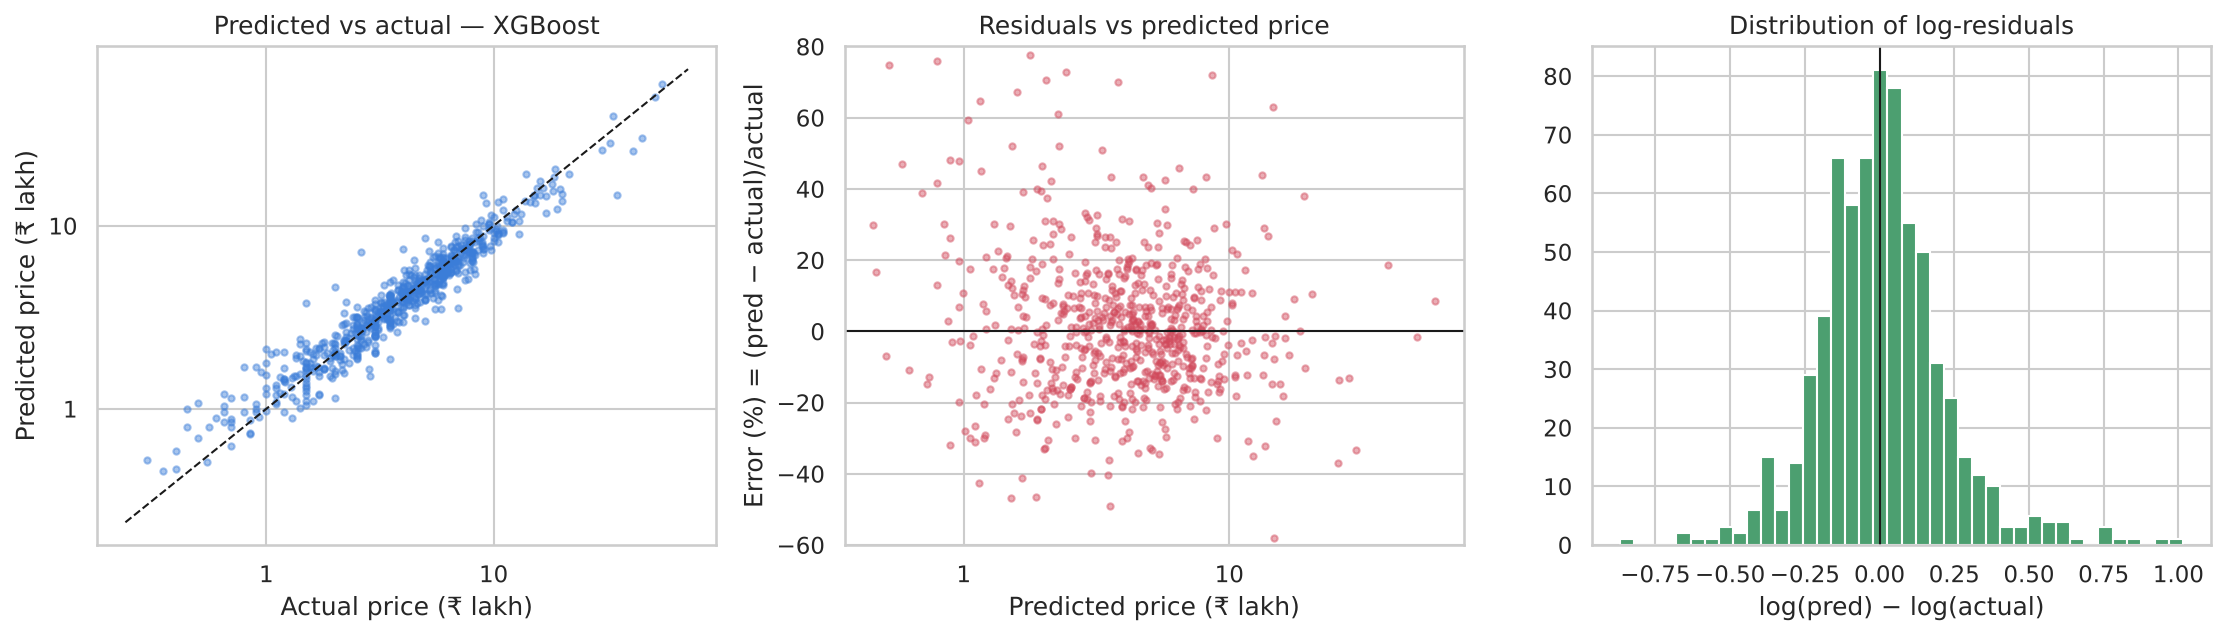 Predicted vs actual — XGBoost
Predicted price (₹ lakh)
10
1
1
10
Actual price (₹ lakh)
Residuals vs predicted price
Error (%) = (pred − actual)/actual
80
60
40
20
0
−20
−40
−60
1
10
Predicted price (₹ lakh)
Distribution of log-residuals
80
70
60
50
40
30
20
10
0
−0.75 −0.50 −0.25 0.00 0.25 0.50 0.75 1.00
log(pred) − log(actual)